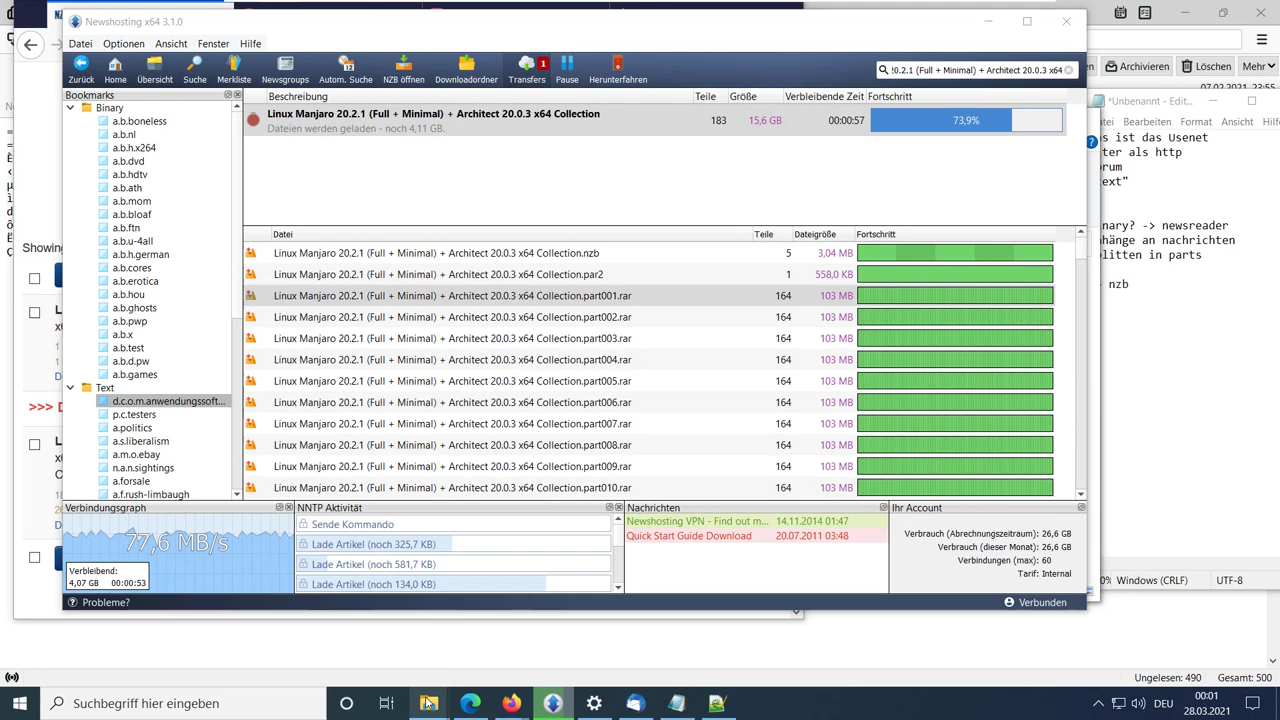 Newshosting x64 3.1.0
Datei Optionen Ansicht Fenster Hilfe
Zurück Home Übersicht Suche Merkliste Newsgroups Autom. Suche NZB öffnen Downloadordner Transfers 1 Pause Herunterfahren
!0.2.1 (Full + Minimal) + Architect 20.0.3 x64
Archivieren Löschen Mehr
07.02.2021, 23:55
Bookmarks
Binary
a.b.boneless
a.b.nl
a.b.h.x264
a.b.dvd
a.b.hdtv
a.b.ath
a.b.mom
a.b.bloaf
a.b.ftn
a.b.u-4all
a.b.h.german
a.b.cores
a.b.erotica
a.b.hou
a.b.ghosts
a.b.pwp
a.b.x
a.b.test
a.b.d.pw
a.b.games
Text
d.c.o.m.anwendungssoft...
p.c.testers
a.politics
a.s.liberalism
a.m.o.ebay
n.a.n.sightings
a.forsale
a.f.rush-limbaugh
Beschreibung Teile Größe Verbleibende Zeit Fortschritt
Linux Manjaro 20.2.1 (Full + Minimal) + Architect 20.0.3 x64 Collection 183 15,6 GB 00:00:57 73,9%
Dateien werden geladen - noch 4,11 GB.
Datei Teile Dateigröße Fortschritt
Linux Manjaro 20.2.1 (Full + Minimal) + Architect 20.0.3 x64 Collection.nzb 5 3,04 MB
Linux Manjaro 20.2.1 (Full + Minimal) + Architect 20.0.3 x64 Collection.par2 1 558,0 KB
Linux Manjaro 20.2.1 (Full + Minimal) + Architect 20.0.3 x64 Collection.part001.rar 164 103 MB
Linux Manjaro 20.2.1 (Full + Minimal) + Architect 20.0.3 x64 Collection.part002.rar 164 103 MB
Linux Manjaro 20.2.1 (Full + Minimal) + Architect 20.0.3 x64 Collection.part003.rar 164 103 MB
Linux Manjaro 20.2.1 (Full + Minimal) + Architect 20.0.3 x64 Collection.part004.rar 164 103 MB
Linux Manjaro 20.2.1 (Full + Minimal) + Architect 20.0.3 x64 Collection.part005.rar 164 103 MB
Linux Manjaro 20.2.1 (Full + Minimal) + Architect 20.0.3 x64 Collection.part006.rar 164 103 MB
Linux Manjaro 20.2.1 (Full + Minimal) + Architect 20.0.3 x64 Collection.part007.rar 164 103 MB
Linux Manjaro 20.2.1 (Full + Minimal) + Architect 20.0.3 x64 Collection.part008.rar 164 103 MB
Linux Manjaro 20.2.1 (Full + Minimal) + Architect 20.0.3 x64 Collection.part009.rar 164 103 MB
Linux Manjaro 20.2.1 (Full + Minimal) + Architect 20.0.3 x64 Collection.part010.rar 164 103 MB
*Unbenannt - Edit...
Bearbeiten Format Ansicht Hilfe
s ist das Usenet
ter als http
rum
ext"
nary? -> newsreader
hänge an nachrichten
litten in parts
nzb
Showing
>>> D
Verbindungsgraph
77,6 MB/s
Verbleibend:
4,07 GB 00:00:53
NNTP Aktivität
Sende Kommando
Lade Artikel (noch 325,7 KB)
Lade Artikel (noch 581,7 KB)
Lade Artikel (noch 134,0 KB)
Nachrichten
Newshosting VPN - Find out m... 14.11.2014 01:47
Quick Start Guide Download 20.07.2011 03:48
Ihr Account
Verbrauch (Abrechnungszeitraum): 26,6 GB
Verbrauch (dieser Monat): 26,6 GB
Verbindungen (max): 60
Tarif: Internal
0% Windows (CRLF) UTF-8
Probleme? Verbunden
Ungelesen: 490 Gesamt: 500
Suchbegriff hier eingeben
DEU
00:01
28.03.2021